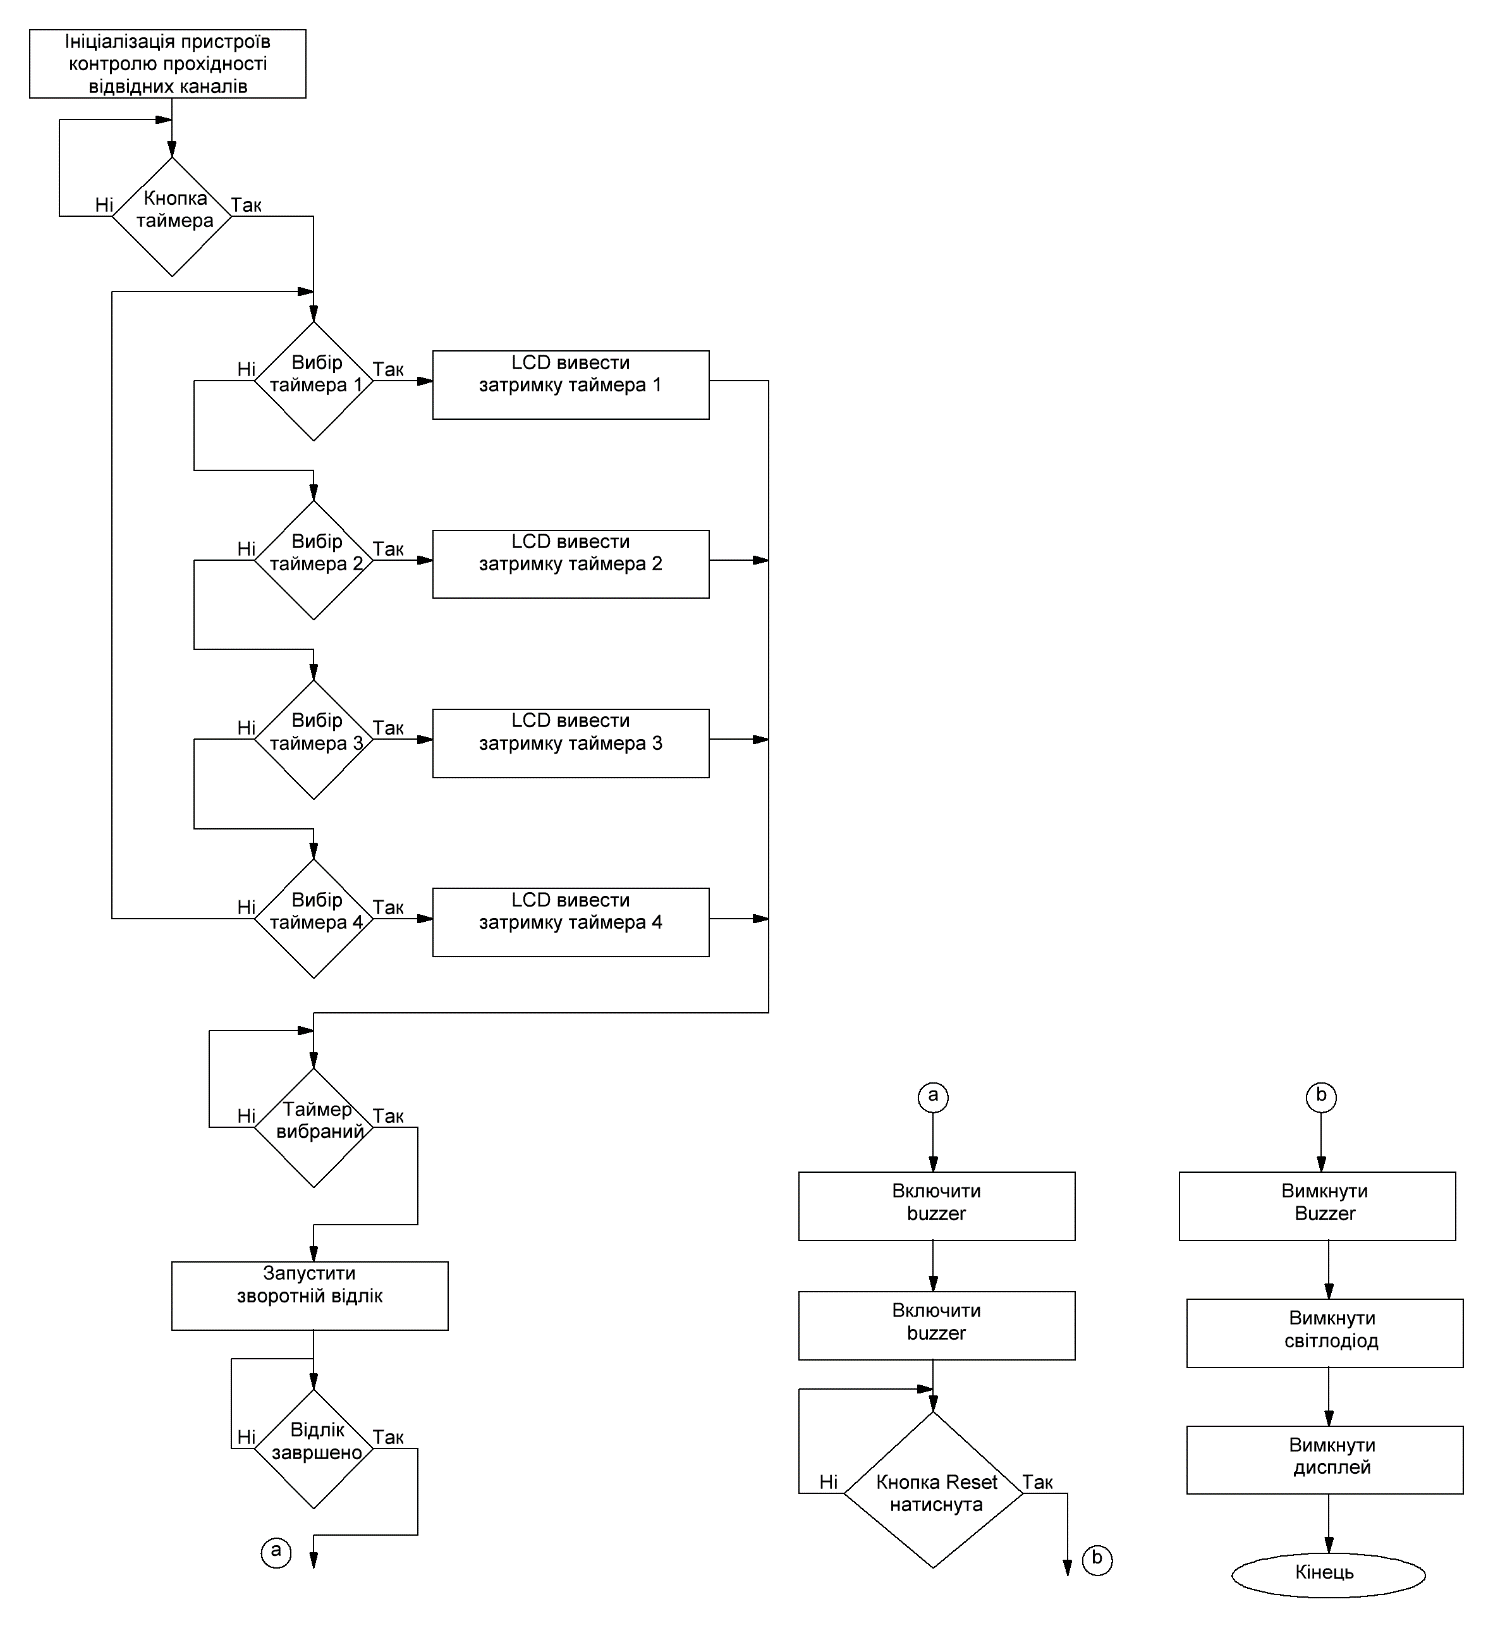 Ініціалізація пристроїв
контролю прохідності
відвідних каналів
Ні
Кнопка
таймера
Так
Ні
Вибір
таймера 1
Так
LCD вивести
затримку таймера 1
Ні
Вибір
таймера 2
Так
LCD вивести
затримку таймера 2
Ні
Вибір
таймера 3
Так
LCD вивести
затримку таймера 3
Ні
Вибір
таймера 4
Так
LCD вивести
затримку таймера 4
Ні
Таймер
вибраний
Так
Запустити
зворотній відлік
Ні
Відлік
завршено
Так
a
a
Включити
buzzer
Включити
buzzer
Ні
Кнопка Reset
натиснута
Так
b
b
Вимкнути
Buzzer
Вимкнути
світлодіод
Вимкнути
дисплей
Кінець